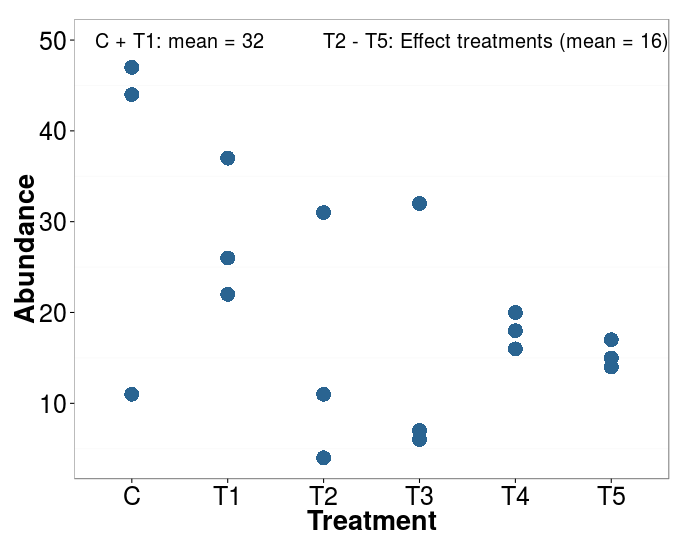 C + T1: mean = 32 T2 - T5: Effect treatments (mean = 16)
50
40
30
20
10
Abundance
C T1 T2 T3 T4 T5
Treatment